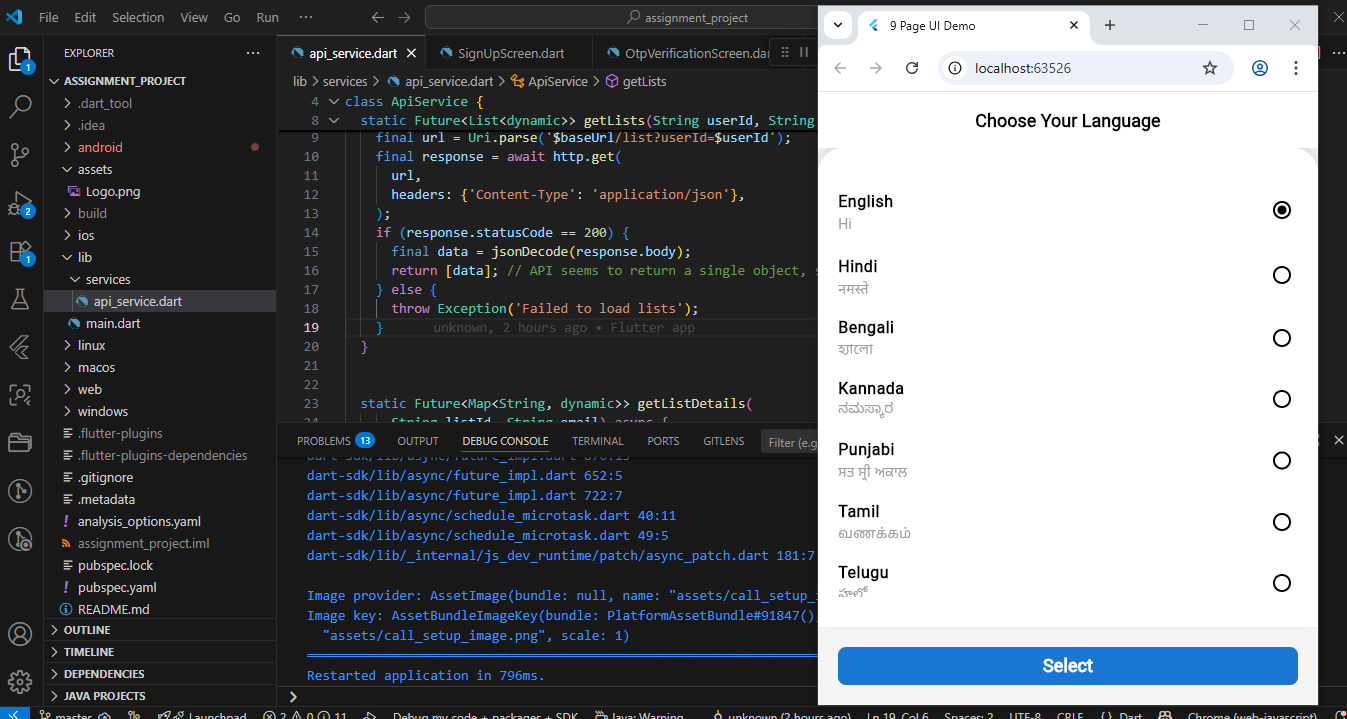 File Edit Selection View Go Run ···
assignment_project
EXPLORER
ASSIGNMENT_PROJECT
.dart_tool
.idea
android
assets
Logo.png
build
ios
lib
services
api_service.dart
main.dart
linux
macos
web
windows
.flutter-plugins
.flutter-plugins-dependencies
.gitignore
.metadata
analysis_options.yaml
assignment_project.iml
pubspec.lock
pubspec.yaml
README.md
OUTLINE
TIMELINE
DEPENDENCIES
JAVA PROJECTS
api_service.dart SignUpScreen.dart OtpVerificationScreen.da
lib > services > api_service.dart > ApiService > getLists
4 class ApiService {
8 static Future<List<dynamic>> getLists(String userId, String
9 final url = Uri.parse('$baseUrl/list?userId=$userId');
10 final response = await http.get(
11 url,
12 headers: {'Content-Type': 'application/json'},
13 );
14 if (response.statusCode == 200) {
15 final data = jsonDecode(response.body);
16 return [data]; // API seems to return a single object, s
17 } else {
18 throw Exception('Failed to load lists');
19 } unknown, 2 hours ago • Flutter app
20 }
21
22
23 static Future<Map<String, dynamic>> getListDetails(
24 String listId, String email) async {
PROBLEMS 13 OUTPUT DEBUG CONSOLE TERMINAL PORTS GITLENS Filter (e.g
dart-sdk/lib/async/future_impl.dart 652:5
dart-sdk/lib/async/future_impl.dart 722:7
dart-sdk/lib/async/schedule_microtask.dart 40:11
dart-sdk/lib/async/schedule_microtask.dart 49:5
dart-sdk/lib/_internal/js_dev_runtime/patch/async_patch.dart 181:7
Image provider: AssetImage(bundle: null, name: "assets/call_setup_i
Image key: AssetBundleImageKey(bundle: PlatformAssetBundle#91847()
"assets/call_setup_image.png", scale: 1)
Restarted application in 796ms.
master Launchpad 2 0 11 Debug my code + packages + SDK Java: Warning unknown (2 hours ago) Ln 19, Col 6 Spaces: 2 UTF-8 CRLF {} Dart Chrome (web-javascript)
9 Page UI Demo
localhost:63526
Choose Your Language
English
Hi
Hindi
नमस्ते
Bengali
হ্যালো
Kannada
ನಮಸ್ಕಾರ
Punjabi
ਸਤ ਸ੍ਰੀ ਅਕਾਲ
Tamil
வணக்கம்
Telugu
హలో
Select